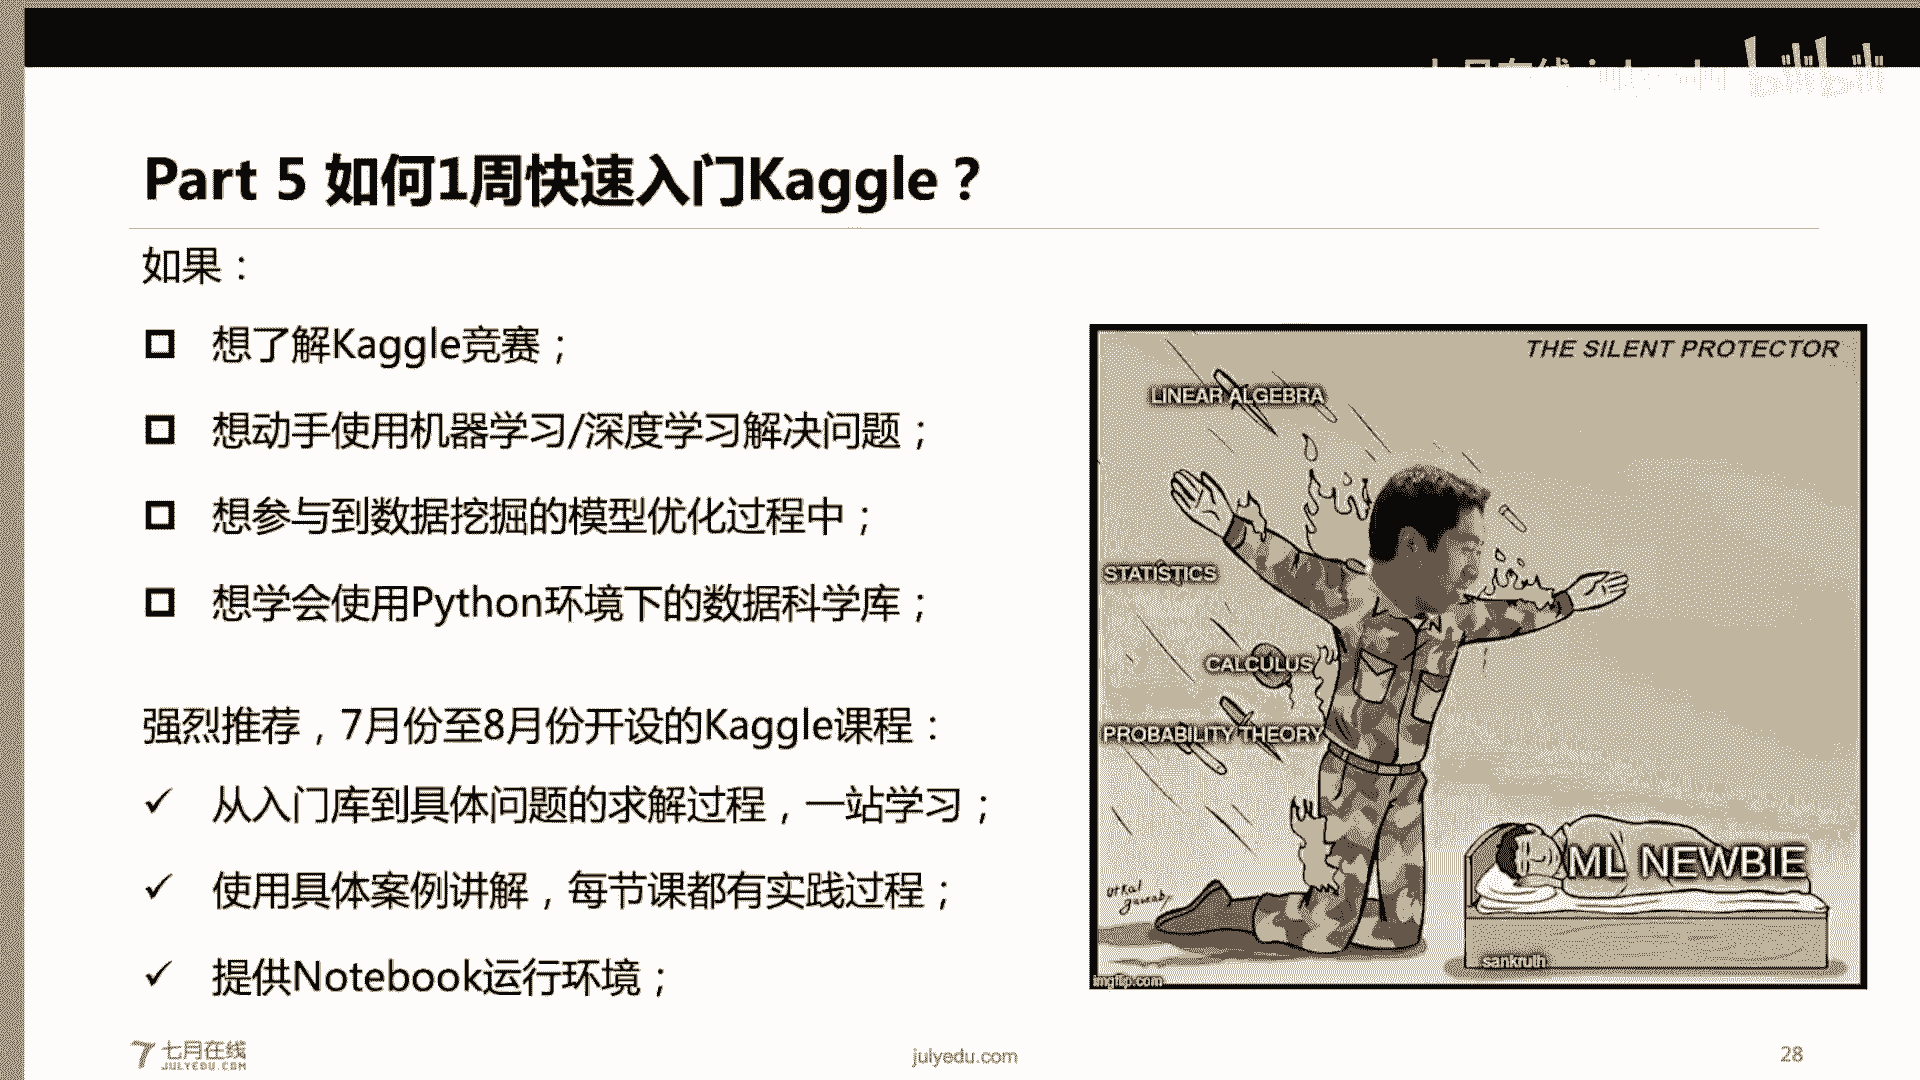 bilibili
Part 5 如何1周快速入门Kaggle？
如果：
想了解Kaggle竞赛；
想动手使用机器学习/深度学习解决问题；
想参与到数据挖掘的模型优化过程中；
想学会使用Python环境下的数据科学库；
强烈推荐，7月份至8月份开设的Kaggle课程：
从入门库到具体问题的求解过程，一站学习；
使用具体案例讲解，每节课都有实践过程；
提供Notebook运行环境；
THE SILENT PROTECTOR
LINEAR ALGEBRA
STATISTICS
CALCULUS
PROBABILITY THEORY
ML NEWBIE
sankruth
imgflip.com
七月在线
JULYEDU.COM
julyedu.com
28